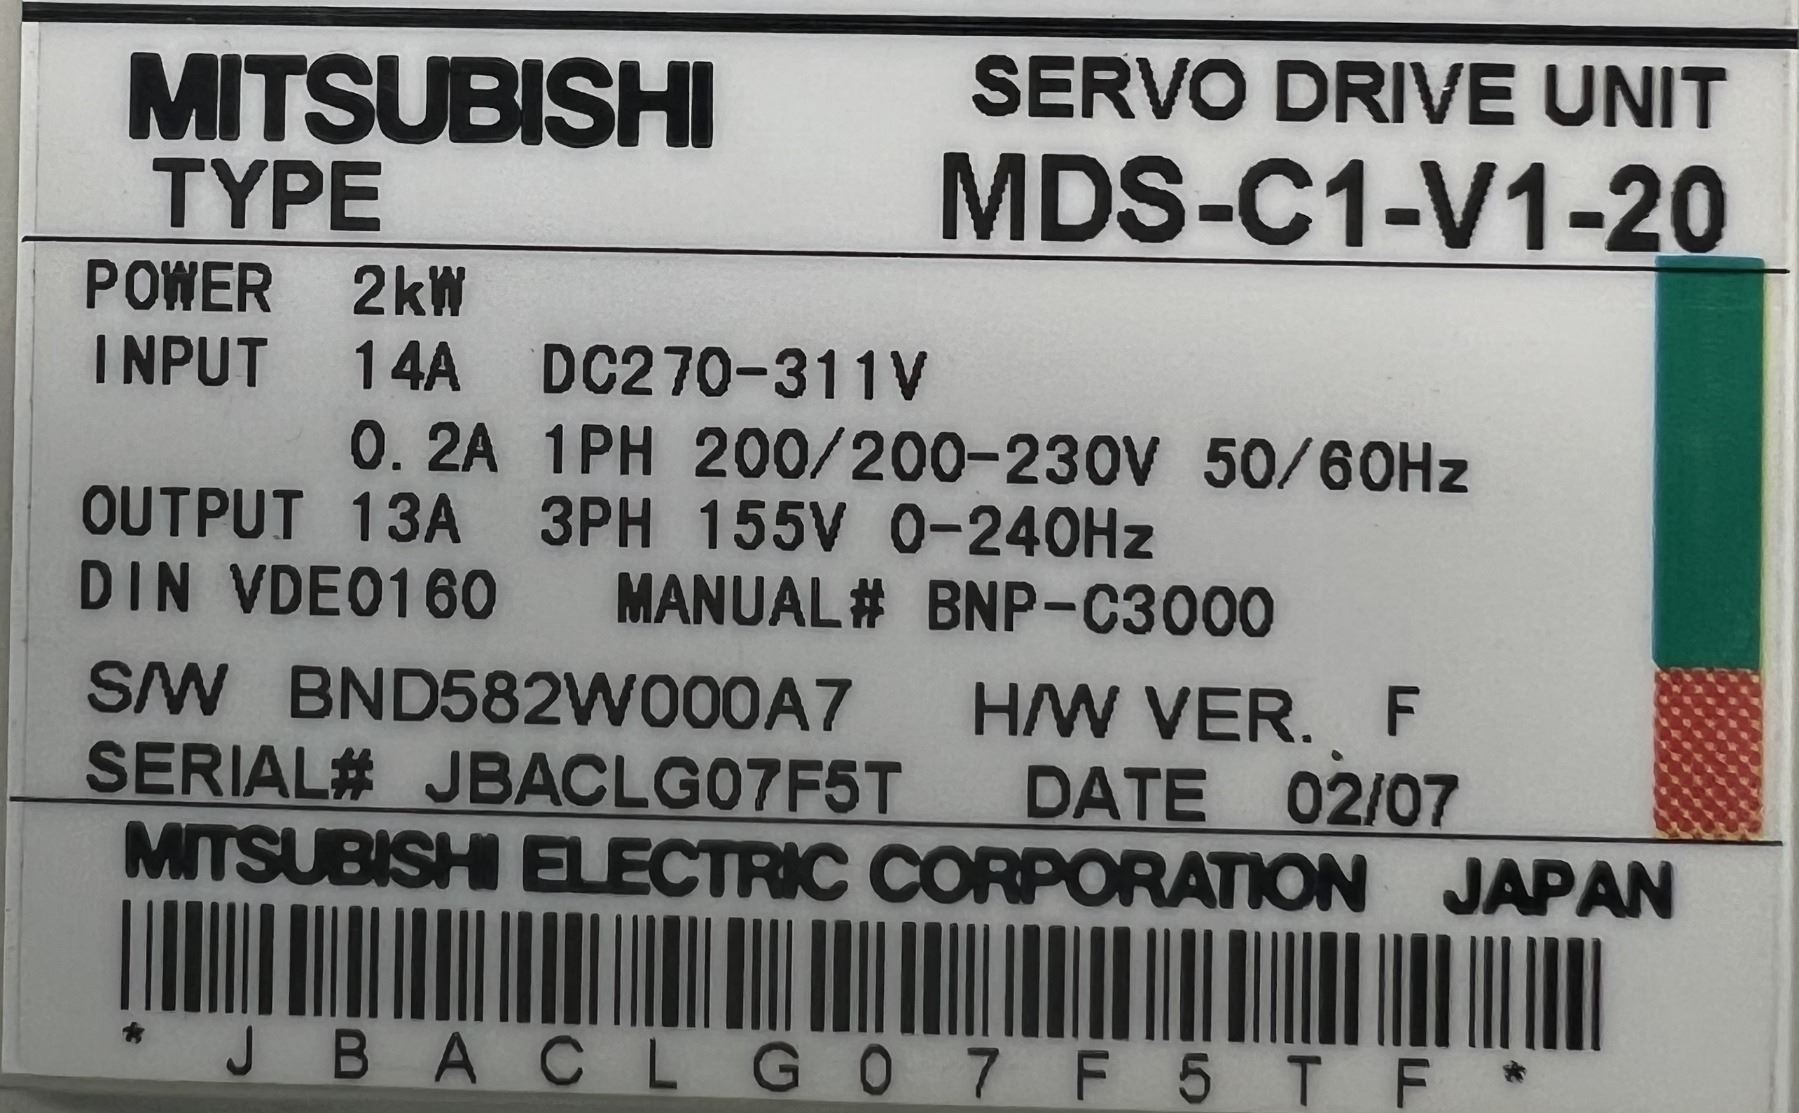 MITSUBISHI SERVO DRIVE UNIT
TYPE MDS-C1-V1-20
POWER 2kW
INPUT 14A DC270-311V
0.2A 1PH 200/200-230V 50/60Hz
OUTPUT 13A 3PH 155V 0-240Hz
DIN VDE0160 MANUAL# BNP-C3000
S/W BND582W000A7 H/W VER. F
SERIAL# JBACLG07F5T DATE 02/07
MITSUBISHI ELECTRIC CORPORATION JAPAN
* J B A C L G 0 7 F 5 T F *